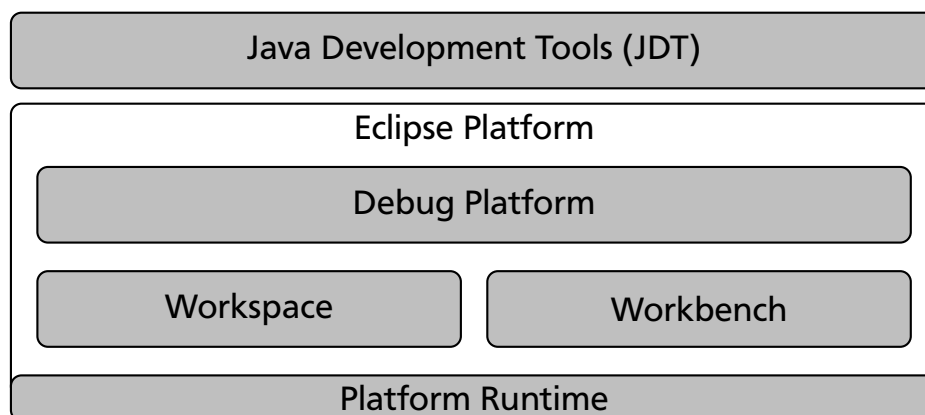 Java Development Tools (JDT)
Eclipse Platform
Debug Platform
Workspace
Workbench
Platform Runtime